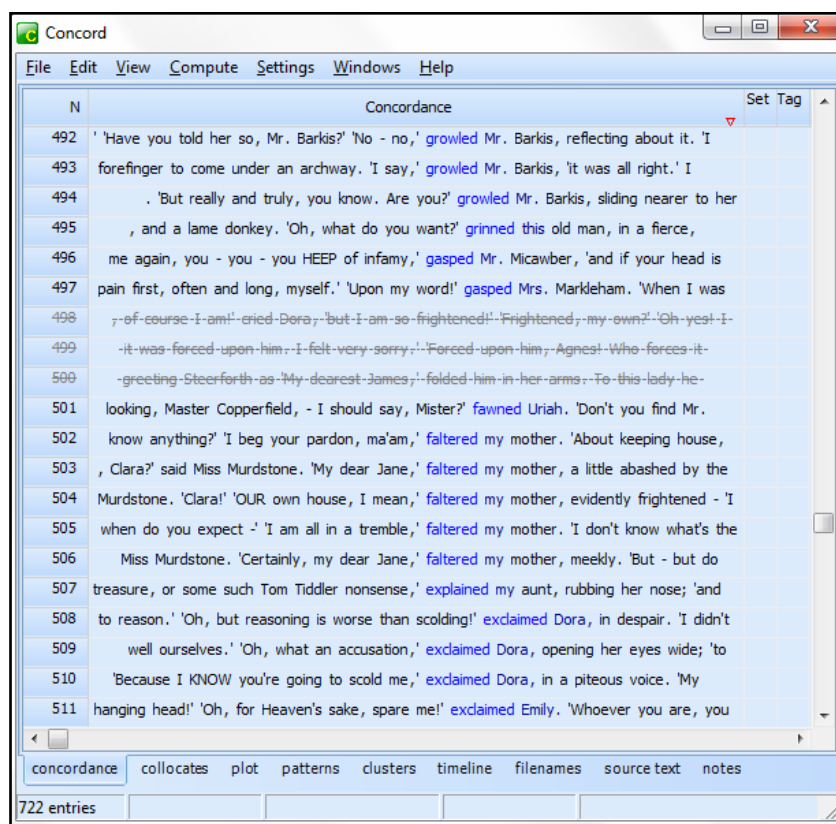 Concord
File Edit View Compute Settings Windows Help
N Concordance Set Tag
492 ' 'Have you told her so, Mr. Barkis?' 'No - no,' growled Mr. Barkis, reflecting about it. 'I
493 forefinger to come under an archway. 'I say,' growled Mr. Barkis, 'it was all right.' I
494 . 'But really and truly, you know. Are you?' growled Mr. Barkis, sliding nearer to her
495 , and a lame donkey. 'Oh, what do you want?' grinned this old man, in a fierce,
496 me again, you - you - you HEEP of infamy,' gasped Mr. Micawber, 'and if your head is
497 pain first, often and long, myself.' 'Upon my word!' gasped Mrs. Markleham. 'When I was
498 , of course I am!' cried Dora, 'but I am so frightened!' 'Frightened, my own?' 'Oh yes! I
499 it was forced upon him, I felt very sorry.' 'Forced upon him, Agnes! Who forces it
500 greeting Steerforth as 'My dearest James,' folded him in her arms. To this lady he
501 looking, Master Copperfield, - I should say, Mister?' fawned Uriah. 'Don't you find Mr.
502 know anything?' 'I beg your pardon, ma'am,' faltered my mother. 'About keeping house,
503 , Clara?' said Miss Murdstone. 'My dear Jane,' faltered my mother, a little abashed by the
504 Murdstone. 'Clara!' 'OUR own house, I mean,' faltered my mother, evidently frightened - 'I
505 when do you expect -' 'I am all in a tremble,' faltered my mother. 'I don't know what's the
506 Miss Murdstone. 'Certainly, my dear Jane,' faltered my mother, meekly. 'But - but do
507 treasure, or some such Tom Tiddler nonsense,' explained my aunt, rubbing her nose; 'and
508 to reason.' 'Oh, but reasoning is worse than scolding!' exclaimed Dora, in despair. 'I didn't
509 well ourselves.' 'Oh, what an accusation,' exclaimed Dora, opening her eyes wide; 'to
510 'Because I KNOW you're going to scold me,' exclaimed Dora, in a piteous voice. 'My
511 hanging head!' 'Oh, for Heaven's sake, spare me!' exclaimed Emily. 'Whoever you are, you
concordance collocates plot patterns clusters timeline filenames source text notes
722 entries